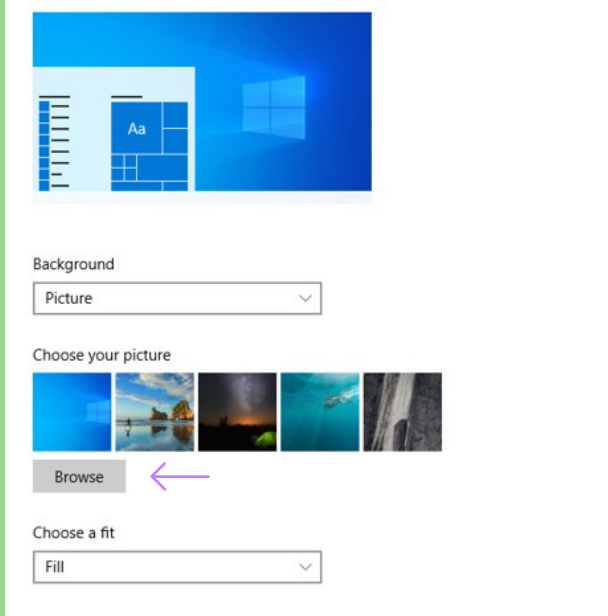 Aa
Background
Picture
Choose your picture
Browse
Choose a fit
Fill